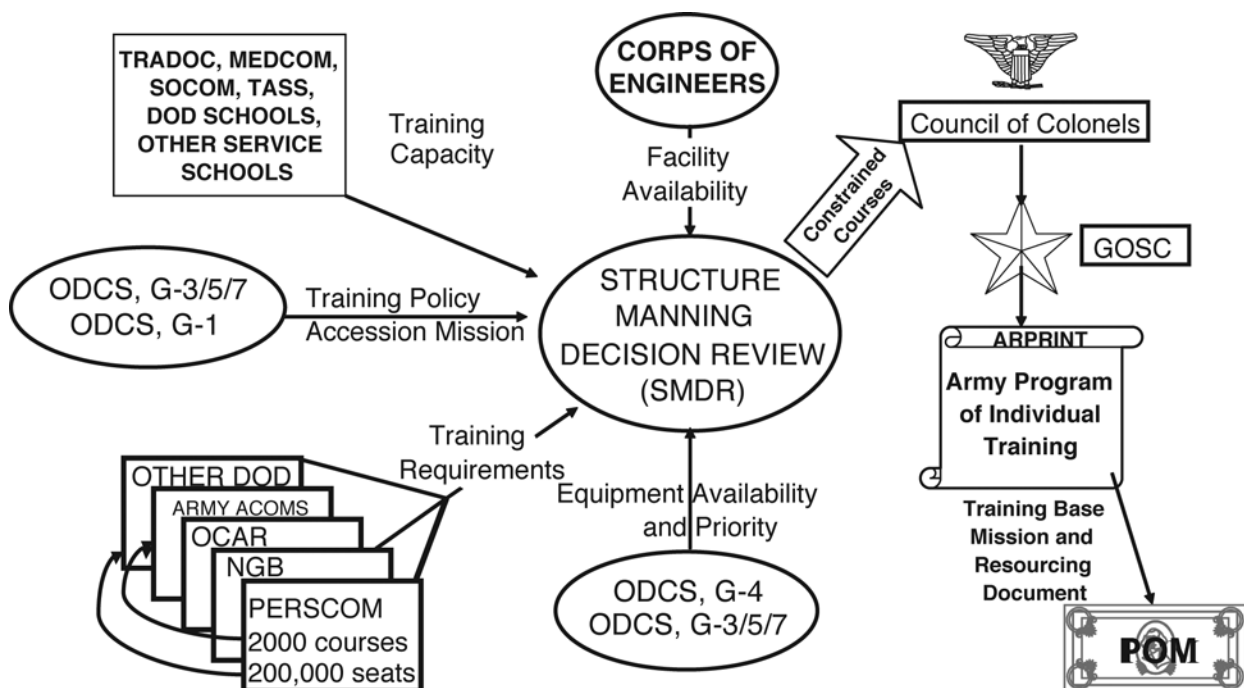 TRADOC, MEDCOM,
SOCOM, TASS,
DOD SCHOOLS,
OTHER SERVICE
SCHOOLS
Training
Capacity
CORPS OF
ENGINEERS
Facility
Availability
Constrained
Courses
Council of Colonels
GOSC
ODCS, G-3/5/7
ODCS, G-1
Training Policy
Accession Mission
STRUCTURE
MANNING
DECISION REVIEW
(SMDR)
ARPRINT
Army Program
of Individual
Training
Training
Requirements
OTHER DOD
ARMY ACOMS
OCAR
NGB
PERSCOM
2000 courses
200,000 seats
Equipment Availability
and Priority
ODCS, G-4
ODCS, G-3/5/7
Training Base
Mission and
Resourcing
Document
POM